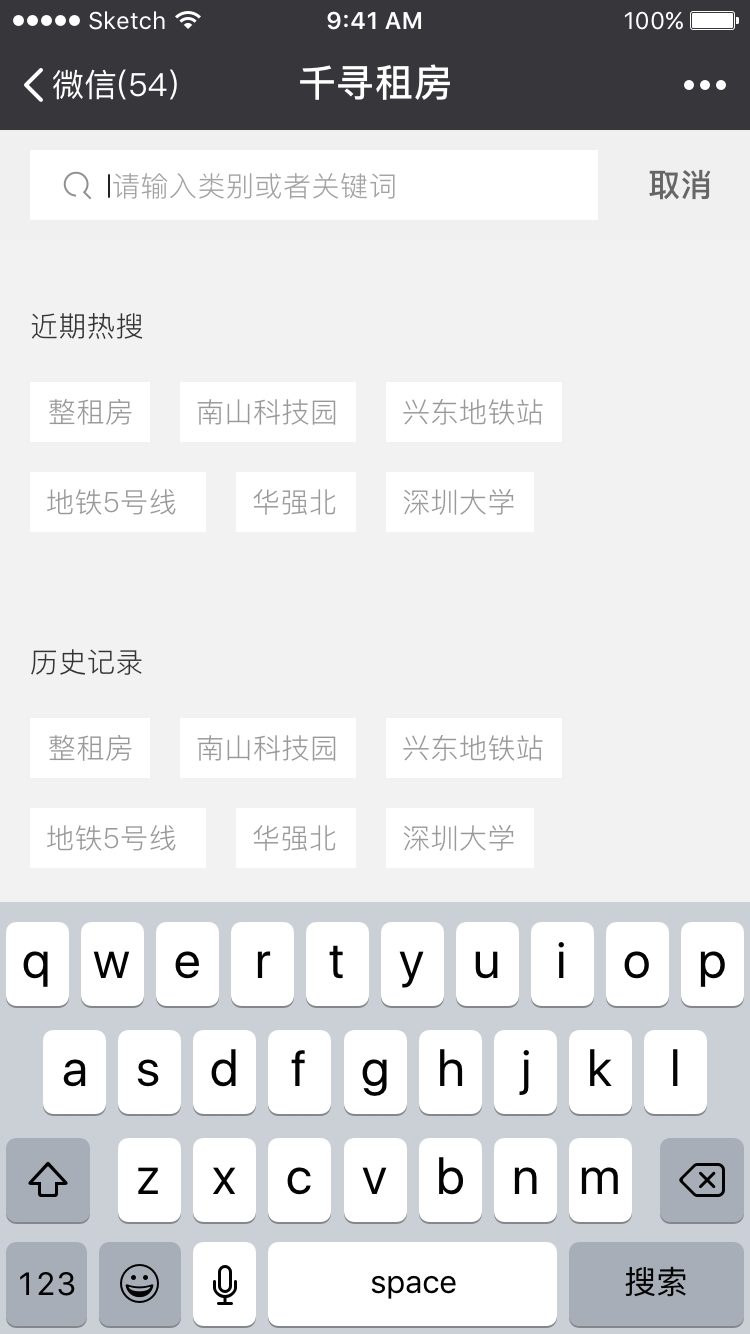 Sketch 9:41 AM 100%
微信(54) 千寻租房
请输入类别或者关键词 取消
近期热搜
整租房 南山科技园 兴东地铁站
地铁5号线 华强北 深圳大学
历史记录
整租房 南山科技园 兴东地铁站
地铁5号线 华强北 深圳大学
q w e r t y u i o p
a s d f g h j k l
z x c v b n m
123 space 搜索